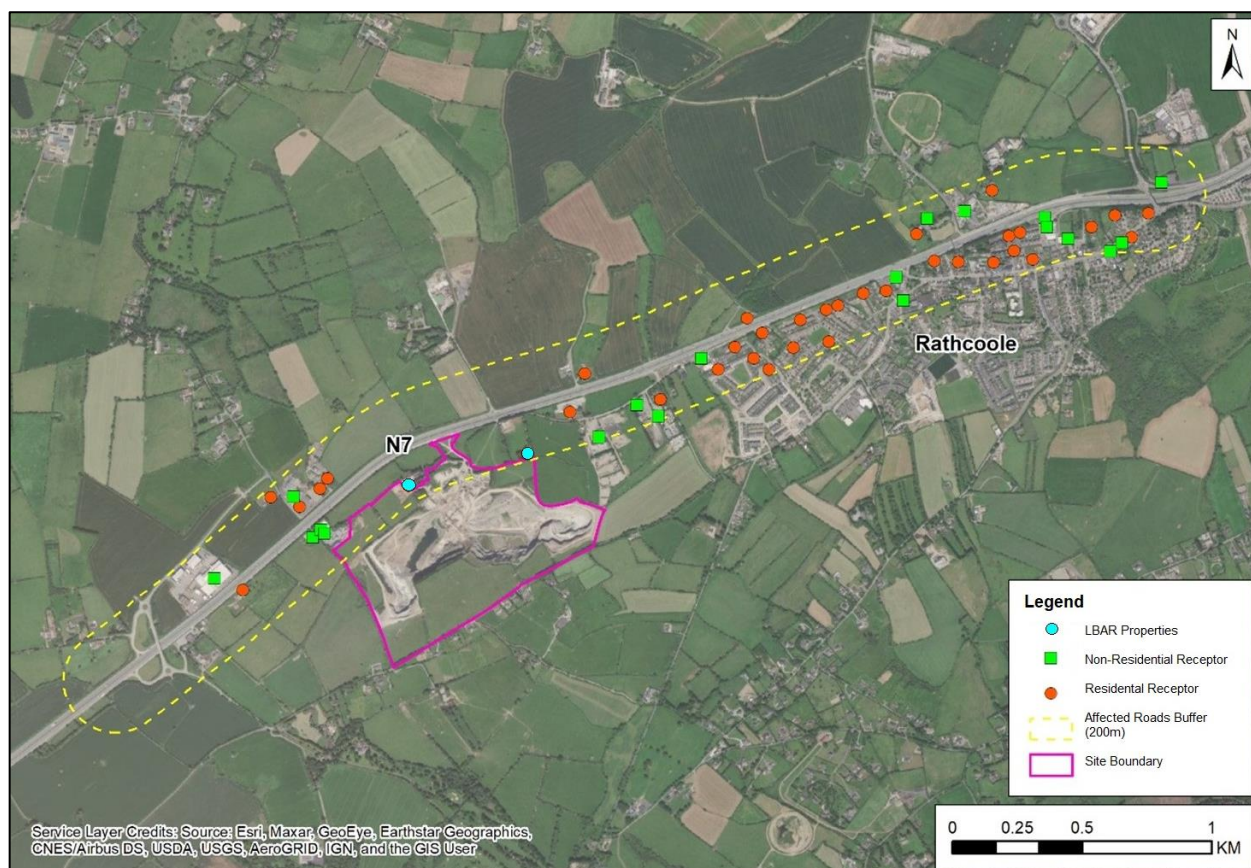 N
Rathcoole
N7
Legend
LBAR Properties
Non-Residential Receptor
Residental Receptor
Affected Roads Buffer
(200m)
Site Boundary
0 0.25 0.5 1
KM
Service Layer Credits: Source: Esri, Maxar, GeoEye, Earthstar Geographics,
CNES/Airbus DS, USDA, USGS, AeroGRID, IGN, and the GIS User